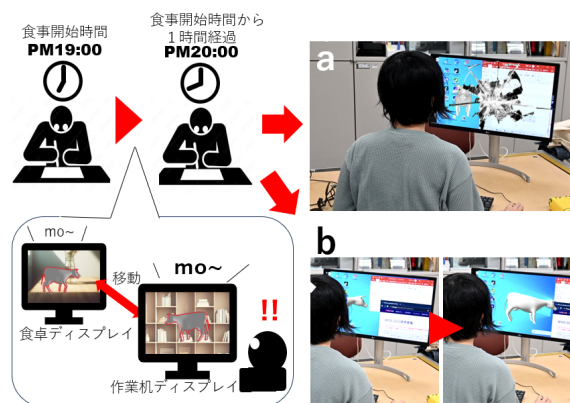 食事開始時間
PM19:00
食事開始時間から
１時間経過
PM20:00
mo~
移動
食卓ディスプレイ
mo~
!!
作業机ディスプレイ
a
b